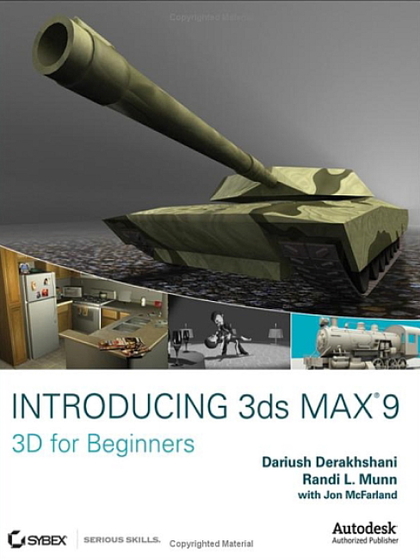 Copyrighted Material
INTRODUCING 3ds MAX® 9
3D for Beginners
Dariush Derakhshani
Randi L. Munn
with Jon McFarland
SYBEX
SERIOUS SKILLS.
Copyrighted Material
Autodesk
Authorized Publisher